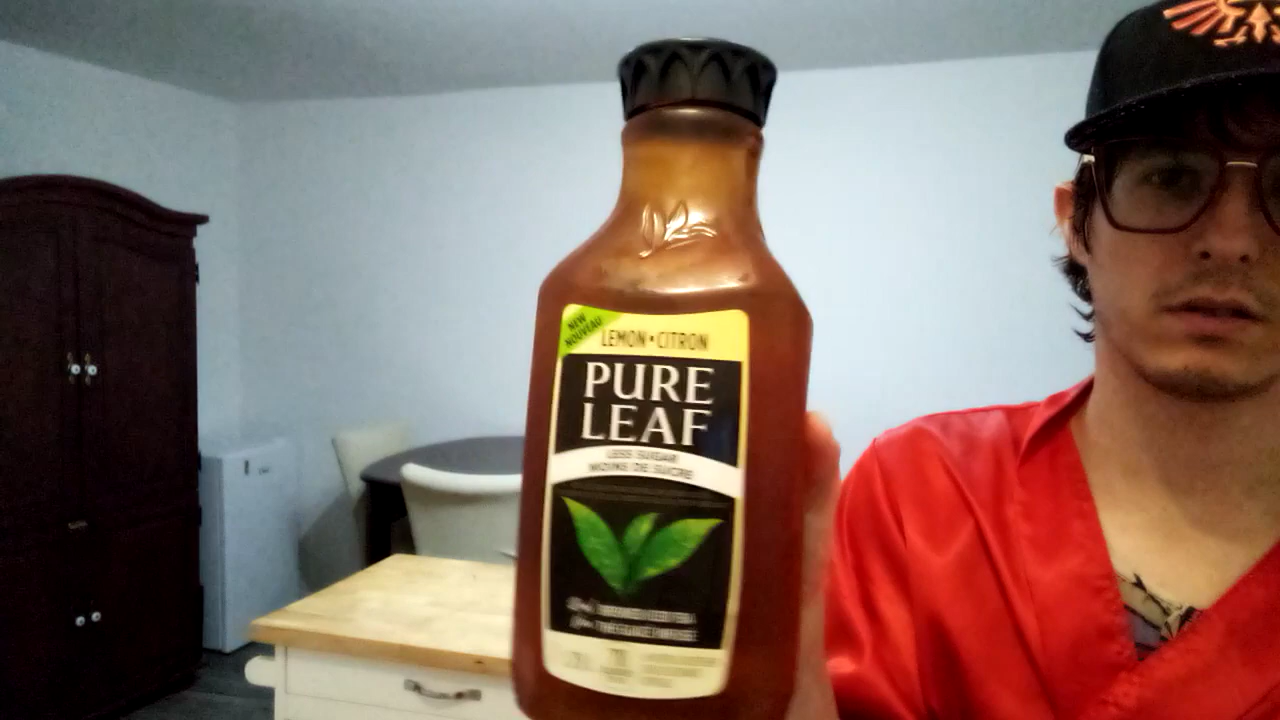 NEW
NOUVEAU
LEMON • CITRON
PURE
LEAF
LESS SUGAR
MOINS DE SUCRE